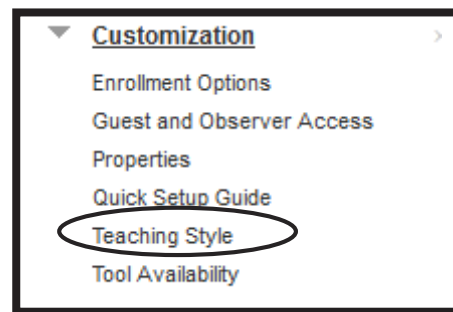 Customization
Enrollment Options
Guest and Observer Access
Properties
Quick Setup Guide
Teaching Style
Tool Availability